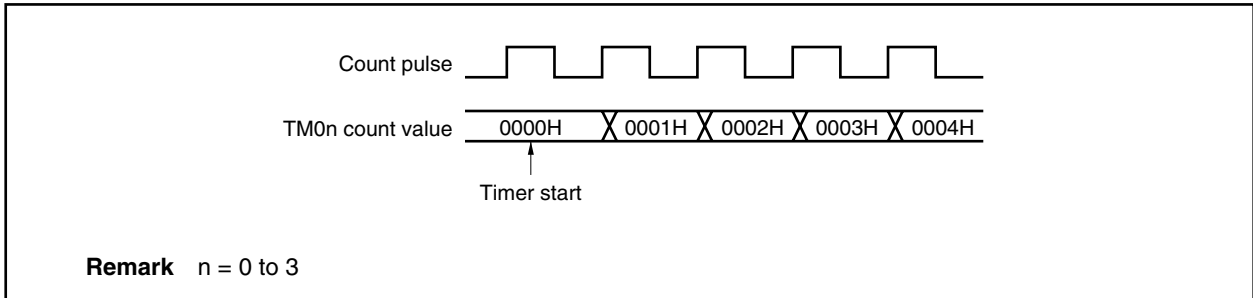 Count pulse
TM0n count value 0000H 0001H 0002H 0003H 0004H
Timer start
Remark n = 0 to 3